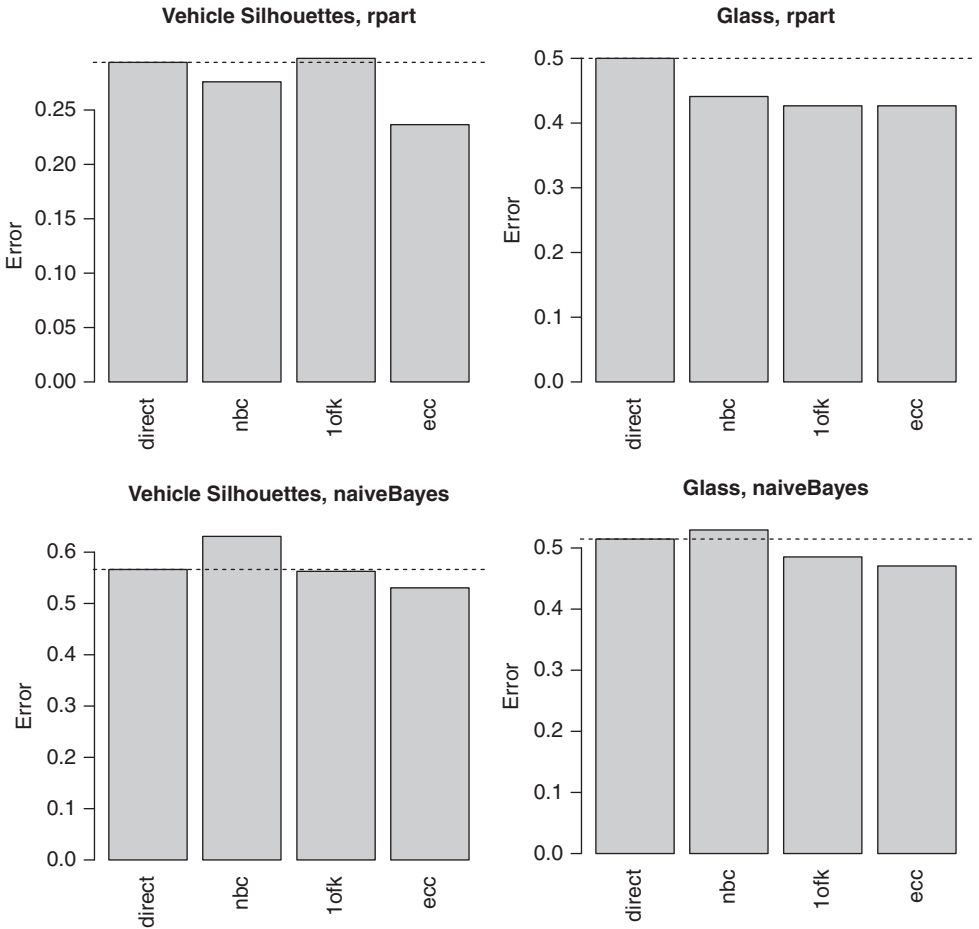 Vehicle Silhouettes, rpart
Error
0.25
0.20
0.15
0.10
0.05
0.00
direct
nbc
1ofk
ecc
Glass, rpart
Error
0.5
0.4
0.3
0.2
0.1
0.0
direct
nbc
1ofk
ecc
Vehicle Silhouettes, naiveBayes
Error
0.6
0.5
0.4
0.3
0.2
0.1
0.0
direct
nbc
1ofk
ecc
Glass, naiveBayes
Error
0.5
0.4
0.3
0.2
0.1
0.0
direct
nbc
1ofk
ecc